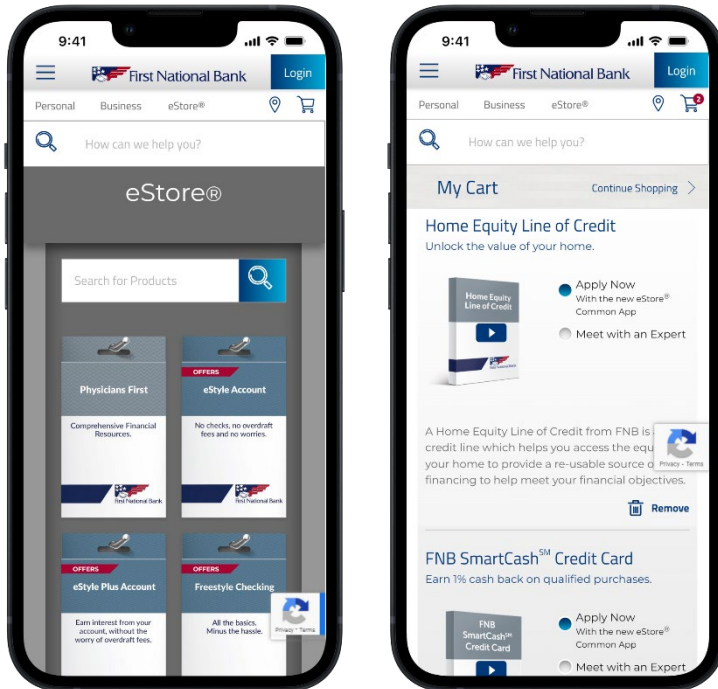 9:41
First National Bank
Login
Personal Business eStore®
How can we help you?
eStore®
Search for Products
Physicians First
Comprehensive Financial
Resources.
First National Bank
OFFERS
eStyle Account
No checks, no overdraft
fees and no worries.
First National Bank
OFFERS
eStyle Plus Account
Earn interest from your
account, without the
worry of overdraft fees.
OFFERS
Freestyle Checking
All the basics.
Minus the hassle.
Privacy - Terms
9:41
First National Bank
Login
Personal Business eStore®
2
How can we help you?
My Cart
Continue Shopping >
Home Equity Line of Credit
Unlock the value of your home.
Home Equity
Line of Credit
Apply Now
With the new eStore®
Common App
Meet with an Expert
A Home Equity Line of Credit from FNB is
credit line which helps you access the equ
your home to provide a re-usable source o
financing to help meet your financial objectives.
Privacy - Terms
Remove
FNB SmartCash℠ Credit Card
Earn 1% cash back on qualified purchases.
FNB
SmartCash℠
Credit Card
Apply Now
With the new eStore®
Common App
Meet with an Expert